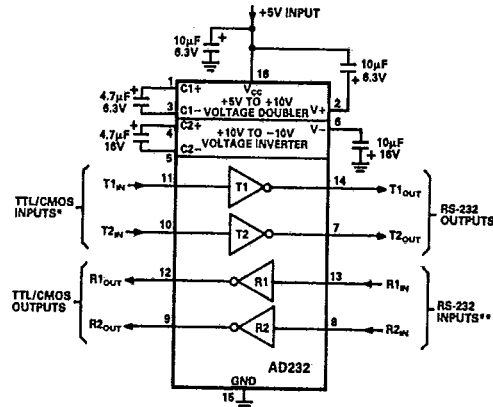 +5V INPUT
10µF
6.3V
+
+
10µF
6.3V
16
VCC
1
C1+
+5V TO +10V
VOLTAGE DOUBLER
4.7µF
6.3V
+
3
C1−
V+
2
4
C2+
+10V TO −10V
VOLTAGE INVERTER
4.7µF
16V
+
5
C2−
V−
6
10µF
16V
+
TTL/CMOS
INPUTS*
T1IN
11
T1
14
T1OUT
T2IN
10
T2
7
T2OUT
RS-232
OUTPUTS
TTL/CMOS
OUTPUTS
R1OUT
12
R1
13
R1IN
R2OUT
9
R2
8
R2IN
RS-232
INPUTS**
AD232
GND
15